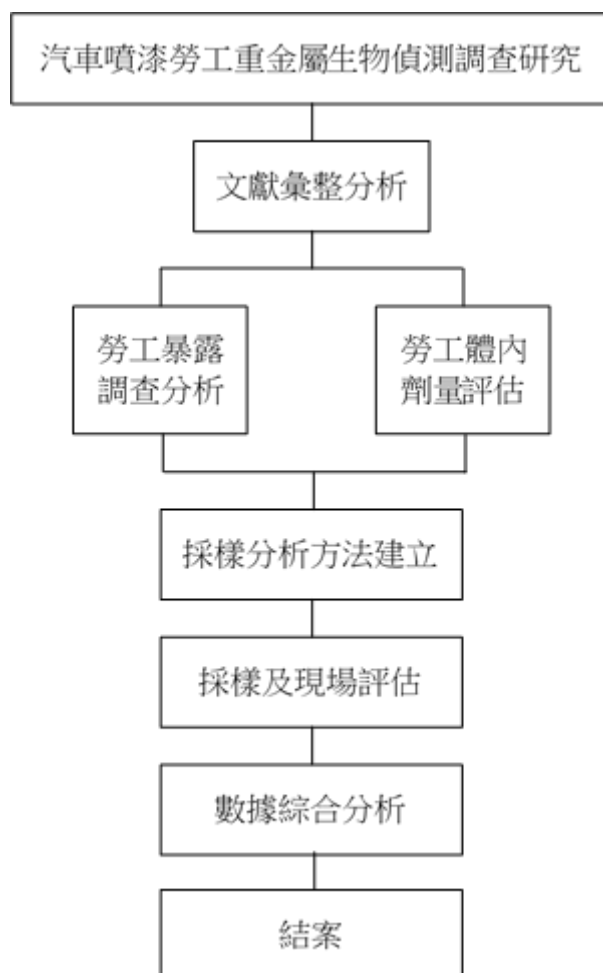 汽車噴漆勞工重金屬生物偵測調查研究
文獻彙整分析
勞工暴露
調查分析
勞工體內
劑量評估
採樣分析方法建立
採樣及現場評估
數據綜合分析
結案